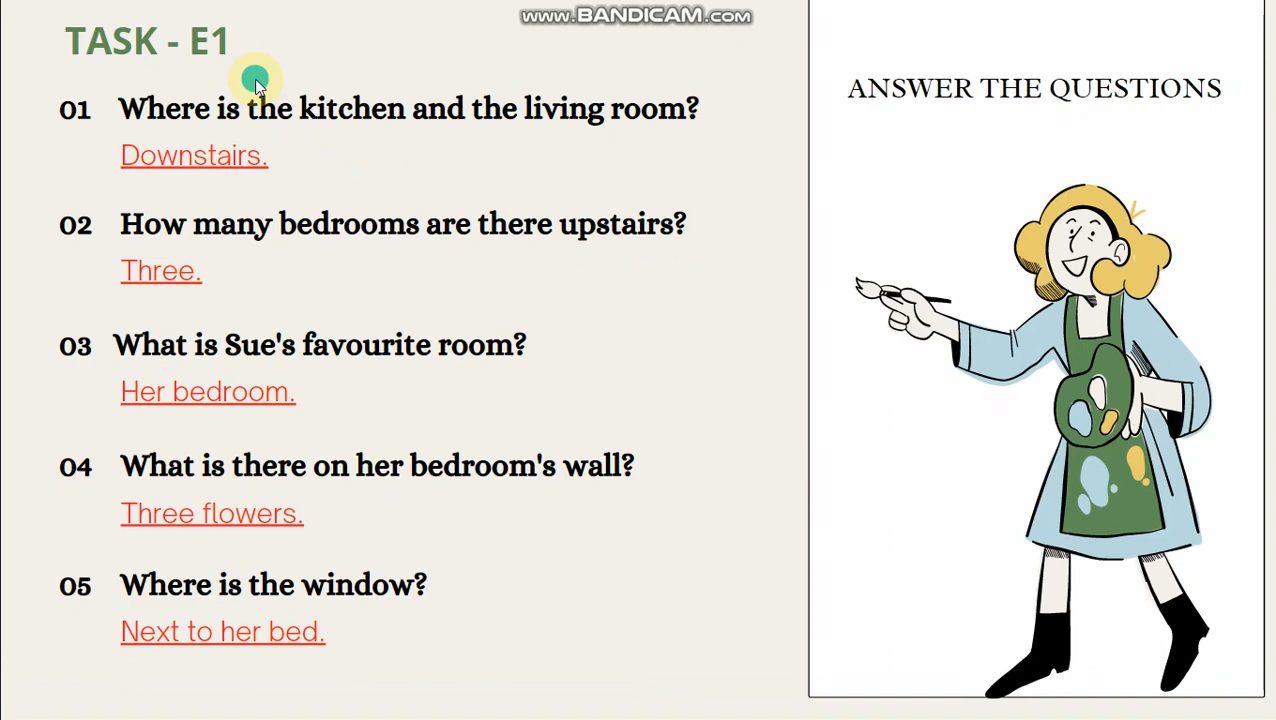 www.BANDICAM.com
TASK - E1
01 Where is the kitchen and the living room?
Downstairs.
02 How many bedrooms are there upstairs?
Three.
03 What is Sue's favourite room?
Her bedroom.
04 What is there on her bedroom's wall?
Three flowers.
05 Where is the window?
Next to her bed.
ANSWER THE QUESTIONS